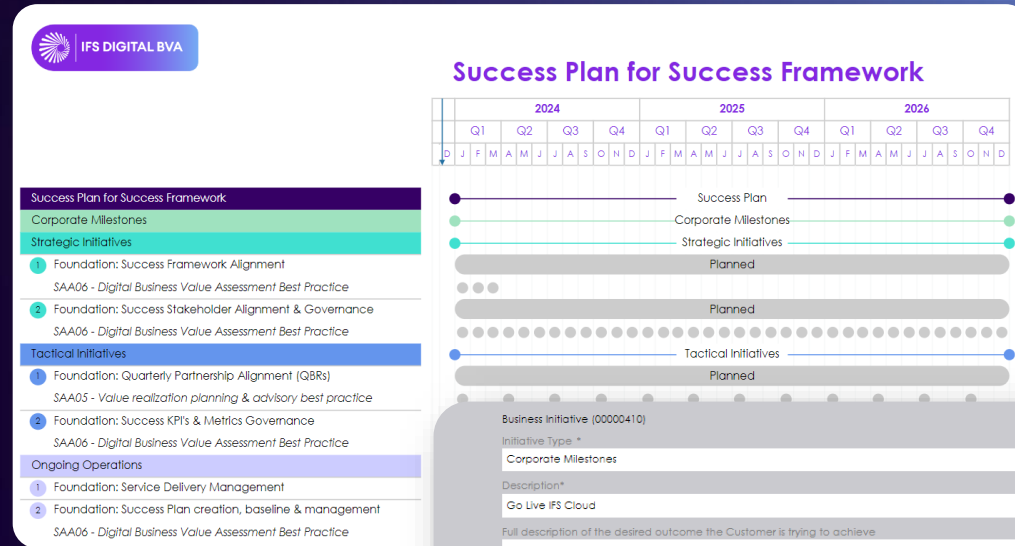 IFS DIGITAL BVA
Success Plan for Success Framework
2024 2025 2026
Q1 Q2 Q3 Q4 Q1 Q2 Q3 Q4 Q1 Q2 Q3 Q4
D J F M A M J J A S O N D J F M A M J J A S O N D J F M A M J J A S O N D
Success Plan for Success Framework Success Plan
Corporate Milestones Corporate Milestones
Strategic Initiatives Strategic Initiatives
1 Foundation: Success Framework Alignment Planned
SAA06 - Digital Business Value Assessment Best Practice
2 Foundation: Success Stakeholder Alignment & Governance Planned
SAA06 - Digital Business Value Assessment Best Practice
Tactical Initiatives Tactical Initiatives
1 Foundation: Quarterly Partnership Alignment (QBRs) Planned
SAA05 - Value realization planning & advisory best practice
2 Foundation: Success KPI's & Metrics Governance
SAA06 - Digital Business Value Assessment Best Practice
Ongoing Operations
1 Foundation: Service Delivery Management
2 Foundation: Success Plan creation, baseline & management
SAA06 - Digital Business Value Assessment Best Practice
Business Initiative (00000410)
Initiative Type *
Corporate Milestones
Description*
Go Live IFS Cloud
Full description of the desired outcome the Customer is trying to achieve